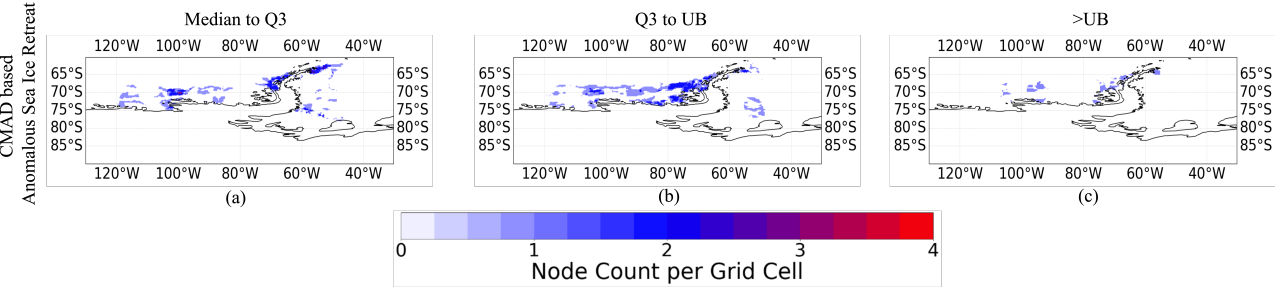 CMAD based
Anomalous Sea Ice Retreat
Median to Q3
Q3 to UB
>UB
120°W 100°W 80°W 60°W 40°W
120°W 100°W 80°W 60°W 40°W
120°W 100°W 80°W 60°W 40°W
65°S 65°S 65°S 65°S 65°S 65°S
70°S 70°S 70°S 70°S 70°S 70°S
75°S 75°S 75°S 75°S 75°S 75°S
80°S 80°S 80°S 80°S 80°S 80°S
85°S 85°S 85°S 85°S 85°S 85°S
120°W 100°W 80°W 60°W 40°W
120°W 100°W 80°W 60°W 40°W
120°W 100°W 80°W 60°W 40°W
(a)
(b)
(c)
0 1 2 3 4
Node Count per Grid Cell